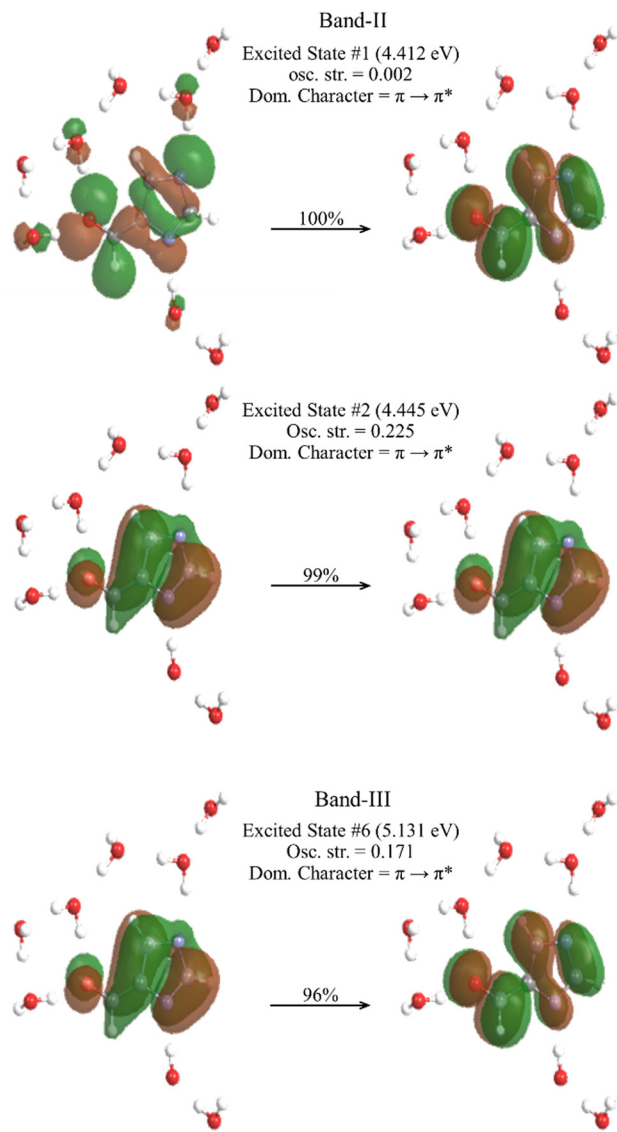 Band-II
Excited State #1 (4.412 eV)
osc. str. = 0.002
Dom. Character = π → π*
100%
Excited State #2 (4.445 eV)
Osc. str. = 0.225
Dom. Character = π → π*
99%
Band-III
Excited State #6 (5.131 eV)
Osc. str. = 0.171
Dom. Character = π → π*
96%